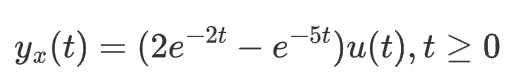 yₓ(t) = (2e⁻²ᵗ − e⁻⁵ᵗ)u(t), t ≥ 0